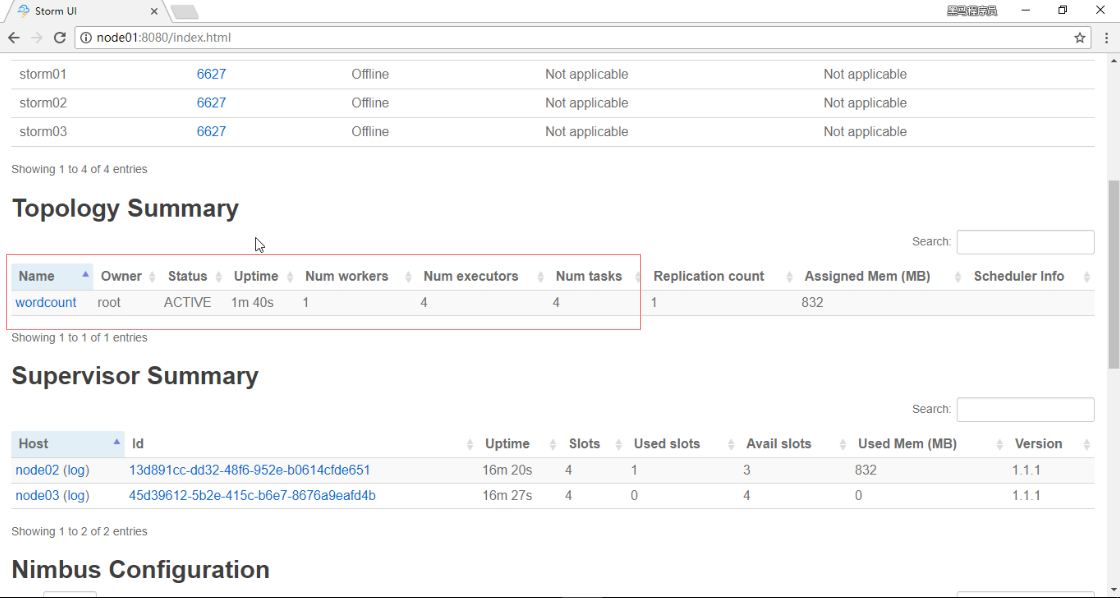 Storm UI
黑马程序员
node01:8080/index.html
storm01 6627 Offline Not applicable Not applicable
storm02 6627 Offline Not applicable Not applicable
storm03 6627 Offline Not applicable Not applicable
Showing 1 to 4 of 4 entries
Topology Summary
Search:
Name Owner Status Uptime Num workers Num executors Num tasks Replication count Assigned Mem (MB) Scheduler Info
wordcount root ACTIVE 1m 40s 1 4 4 1 832
Showing 1 to 1 of 1 entries
Supervisor Summary
Search:
Host Id Uptime Slots Used slots Avail slots Used Mem (MB) Version
node02 (log) 13d891cc-dd32-48f6-952e-b0614cfde651 16m 20s 4 1 3 832 1.1.1
node03 (log) 45d39612-5b2e-415c-b6e7-8676a9eafd4b 16m 27s 4 0 4 0 1.1.1
Showing 1 to 2 of 2 entries
Nimbus Configuration